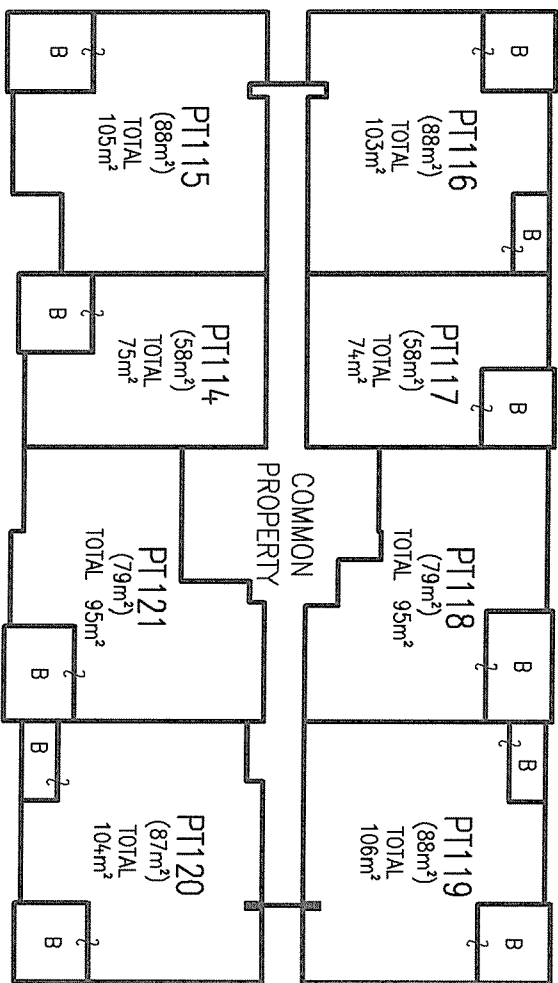 B
PT116
(88m²)
TOTAL
103m²
B
PT117
(58m²)
TOTAL
74m²
B
PT118
(79m²)
TOTAL 95m²
B
B
PT119
(88m²)
TOTAL
106m²
B
COMMON
PROPERTY
PT115
(88m²)
TOTAL
105m²
B
PT114
(58m²)
TOTAL
75m²
B
PT121
(79m²)
TOTAL 95m²
B
PT120
(87m²)
TOTAL
104m²
B
B